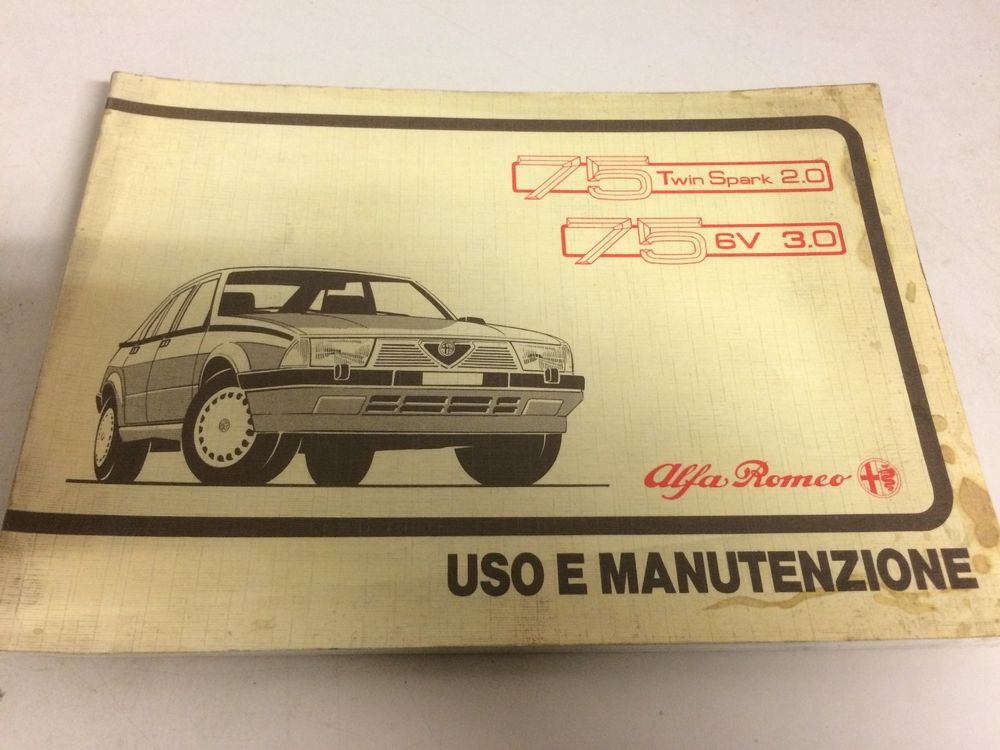 75 Twin Spark 2.0
75 6V 3.0
Alfa Romeo
USO E MANUTENZIONE